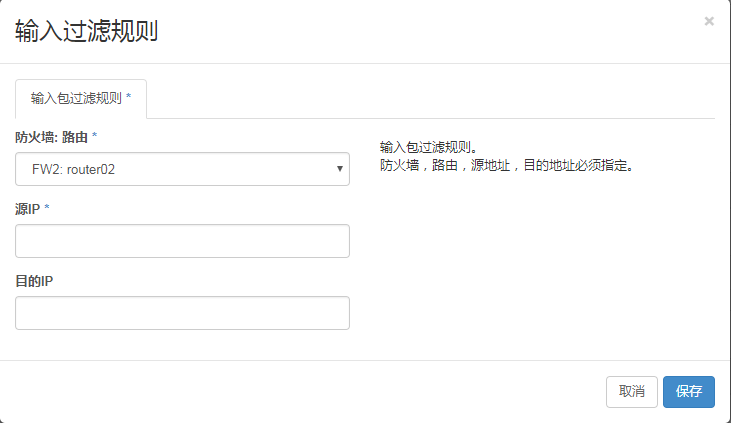 输入过滤规则
×
输入包过滤规则 *
防火墙: 路由 *
FW2: router02
源IP *
目的IP
输入包过滤规则。
防火墙，路由，源地址，目的地址必须指定。
取消
保存